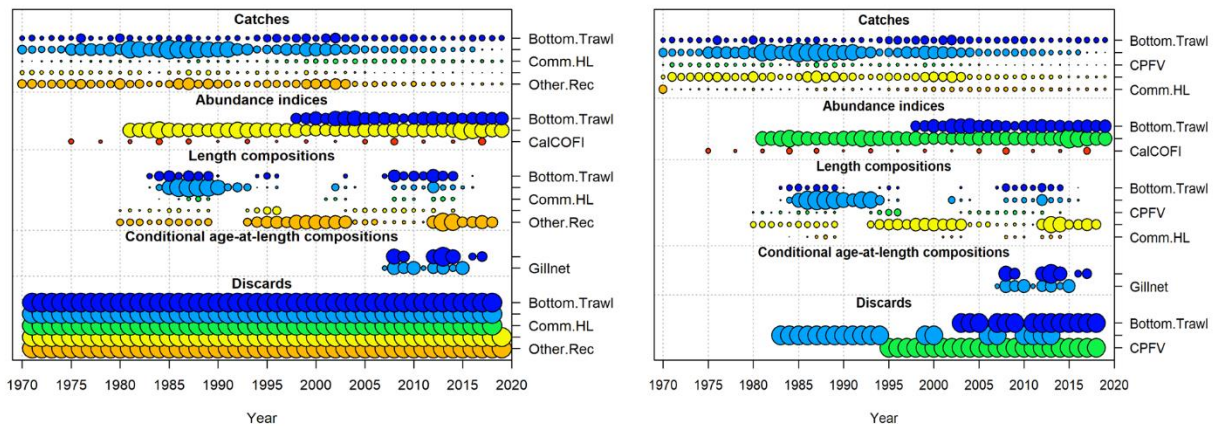 Catches
Bottom.Trawl
Comm.HL
Other.Rec
Abundance indices
Bottom.Trawl
CalCOFI
Length compositions
Bottom.Trawl
Comm.HL
Other.Rec
Conditional age-at-length compositions
Gillnet
Discards
Bottom.Trawl
Comm.HL
Other.Rec
1970 1975 1980 1985 1990 1995 2000 2005 2010 2015 2020
Year
Catches
Bottom.Trawl
CPFV
Comm.HL
Abundance indices
Bottom.Trawl
CalCOFI
Length compositions
Bottom.Trawl
CPFV
Comm.HL
Conditional age-at-length compositions
Gillnet
Discards
Bottom.Trawl
CPFV
1970 1975 1980 1985 1990 1995 2000 2005 2010 2015 2020
Year